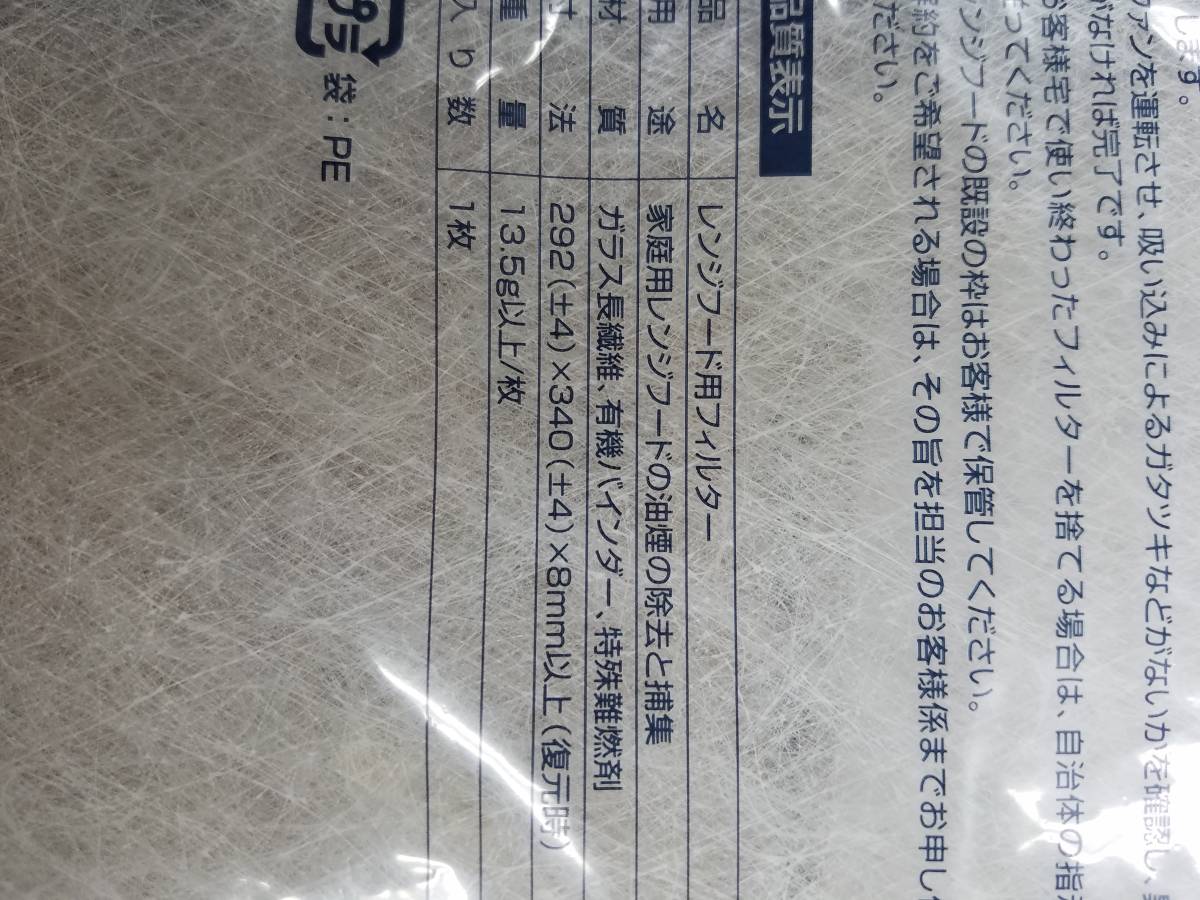 します。
ファンを運転させ、吸い込みによるガタツキなどがないかを確認し、
がなければ完了です。
お客様宅で使い終わったフィルターを捨てる場合は、自治体の指
ってください。
ンジフードの既設の枠はお客様で保管してください。
約をご希望される場合は、その旨を担当のお客様係までお申し
ださい。
品質表示
品名 レンジフード用フィルター
用途 家庭用レンジフードの油煙の除去と捕集
材質 ガラス長繊維、有機バインダー、特殊難燃剤
寸法 292(±4)×340(±4)×8mm以上(復元時)
重量 13.5g以上/枚
入り数 1枚
プラ 袋:PE